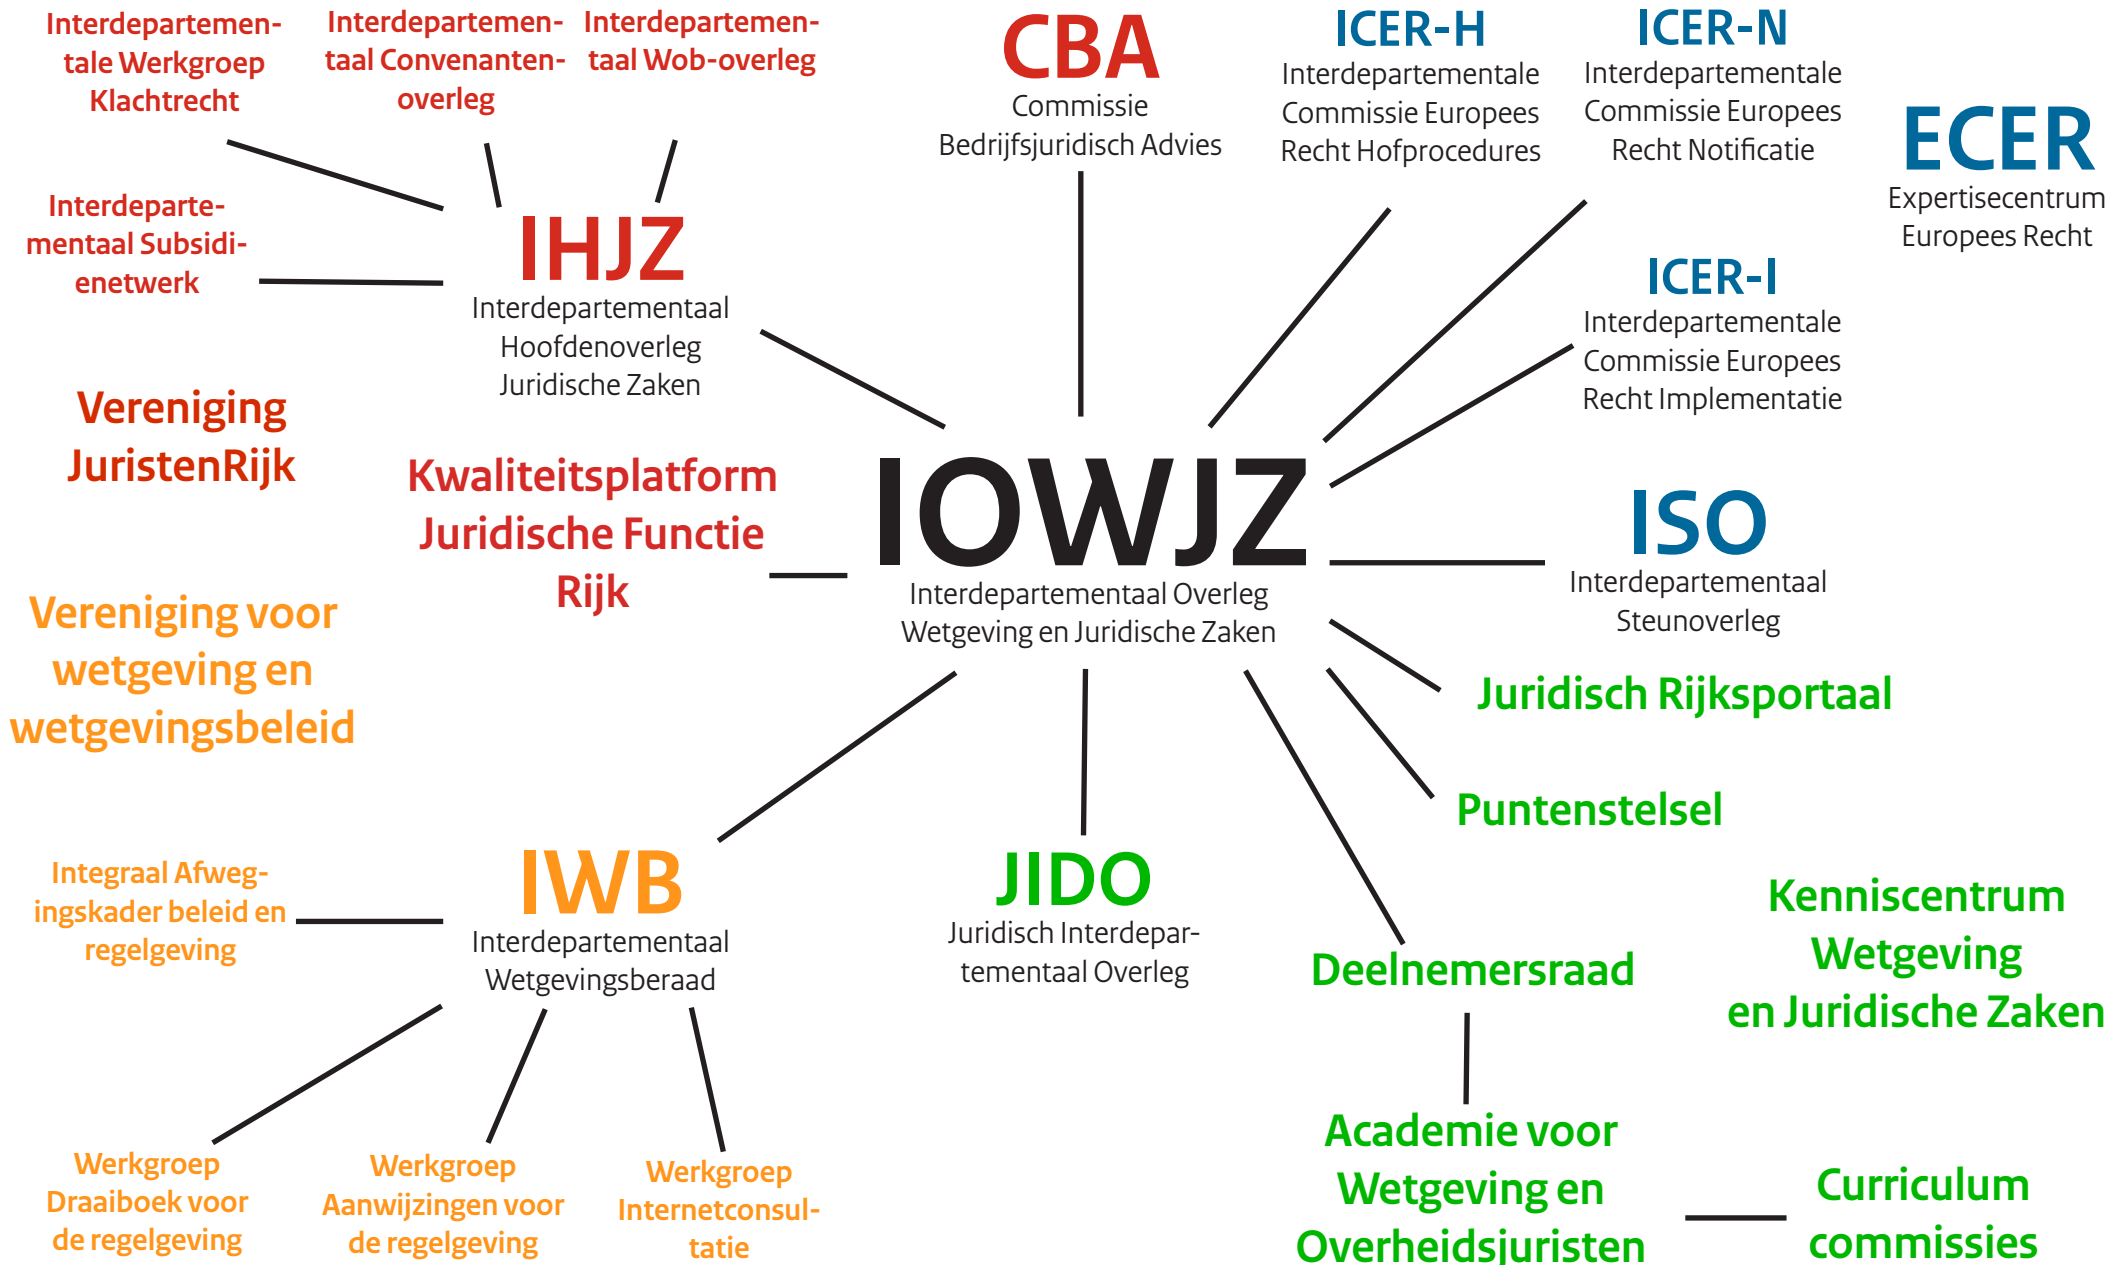 Interdepartemen-
tale Werkgroep
Klachtrecht
Interdepartemen-
taal Convenanten-
overleg
Interdepartemen-
taal Wob-overleg
CBA
Commissie
Bedrijfsjuridisch Advies
ICER-H
Interdepartementale
Commissie Europees
Recht Hofprocedures
ICER-N
Interdepartementale
Commissie Europees
Recht Notificatie
ECER
Expertisecentrum
Europees Recht
Interdeparte-
mentaal Subsidi-
enetwerk
IHJZ
Interdepartementaal
Hoofdenoverleg
Juridische Zaken
ICER-I
Interdepartementale
Commissie Europees
Recht Implementatie
Vereniging
JuristenRijk
Kwaliteitsplatform
Juridische Functie
Rijk
IOWJZ
Interdepartementaal Overleg
Wetgeving en Juridische Zaken
ISO
Interdepartementaal
Steunoverleg
Vereniging voor
wetgeving en
wetgevingsbeleid
Juridisch Rijksportaal
Puntenstelsel
Integraal Afweg-
ingskader beleid en
regelgeving
IWB
Interdepartementaal
Wetgevingsberaad
JIDO
Juridisch Interdepar-
tementaal Overleg
Deelnemersraad
Kenniscentrum
Wetgeving
en Juridische Zaken
Werkgroep
Draaiboek voor
de regelgeving
Werkgroep
Aanwijzingen voor
de regelgeving
Werkgroep
Internetconsul-
tatie
Academie voor
Wetgeving en
Overheidsjuristen
Curriculum
commissies